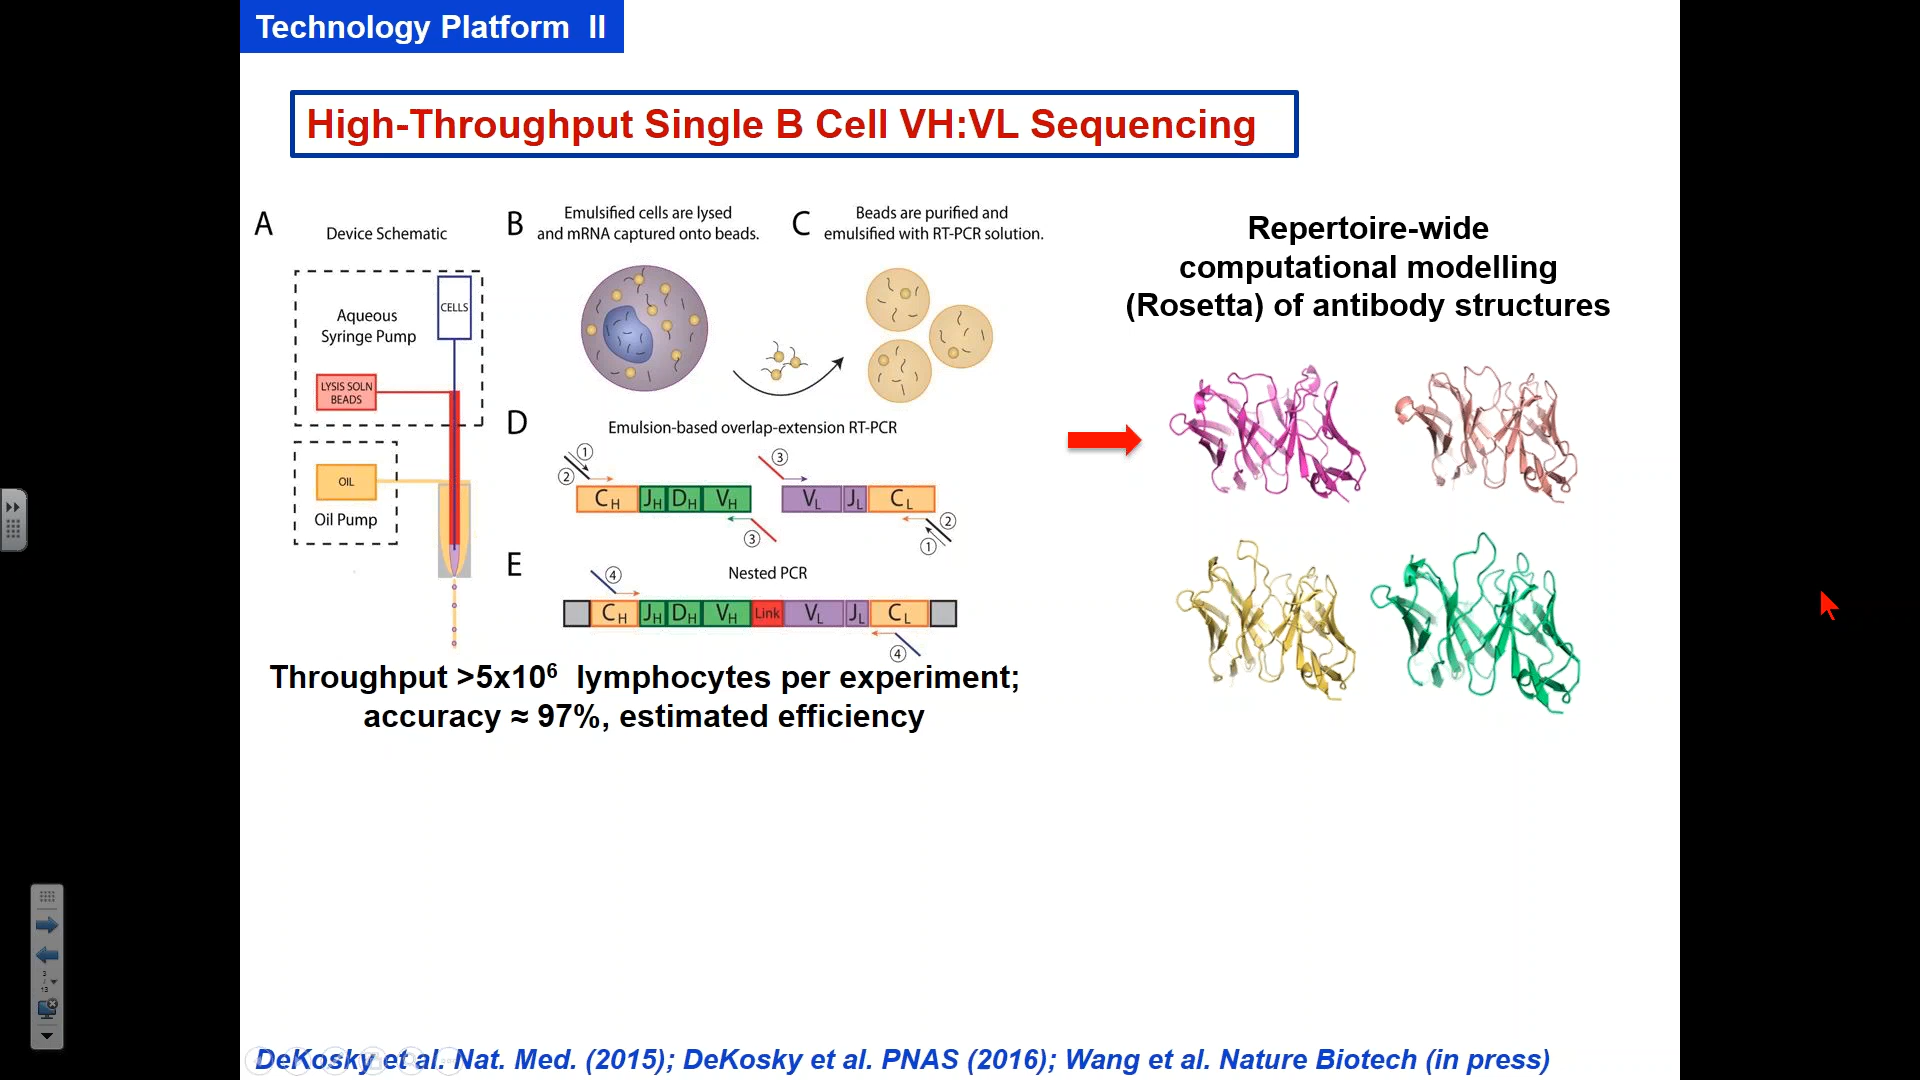 Technology Platform II
High-Throughput Single B Cell VH:VL Sequencing
A
Device Schematic
Aqueous
Syringe Pump
CELLS
LYSIS SOLN
BEADS
OIL
Oil Pump
B
Emulsified cells are lysed
and mRNA captured onto beads.
C
Beads are purified and
emulsified with RT-PCR solution.
D
Emulsion-based overlap-extension RT-PCR
1
2
3
CH JH DH VH
VL JL CL
3
2
1
E
Nested PCR
4
CH JH DH VH Link VL JL CL
4
Throughput >5x10⁶ lymphocytes per experiment;
accuracy ≈ 97%, estimated efficiency
Repertoire-wide
computational modelling
(Rosetta) of antibody structures
3
13
DeKosky et al. Nat. Med. (2015); DeKosky et al. PNAS (2016); Wang et al. Nature Biotech (in press)